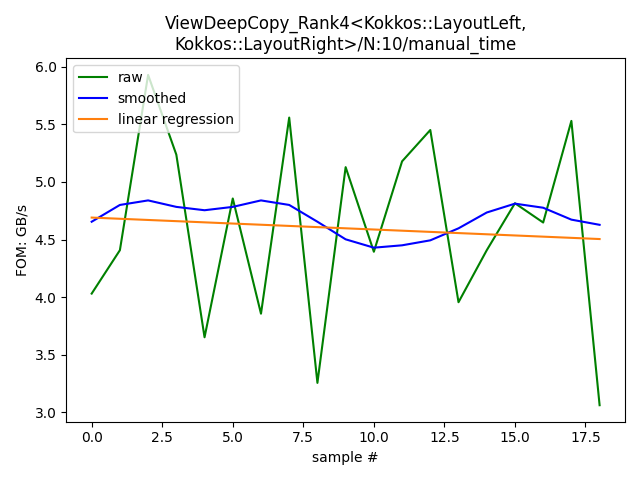 ViewDeepCopy_Rank4<Kokkos::LayoutLeft,
Kokkos::LayoutRight>/N:10/manual_time
raw
smoothed
linear regression
FOM: GB/s
6.0
5.5
5.0
4.5
4.0
3.5
3.0
0.0 2.5 5.0 7.5 10.0 12.5 15.0 17.5
sample #